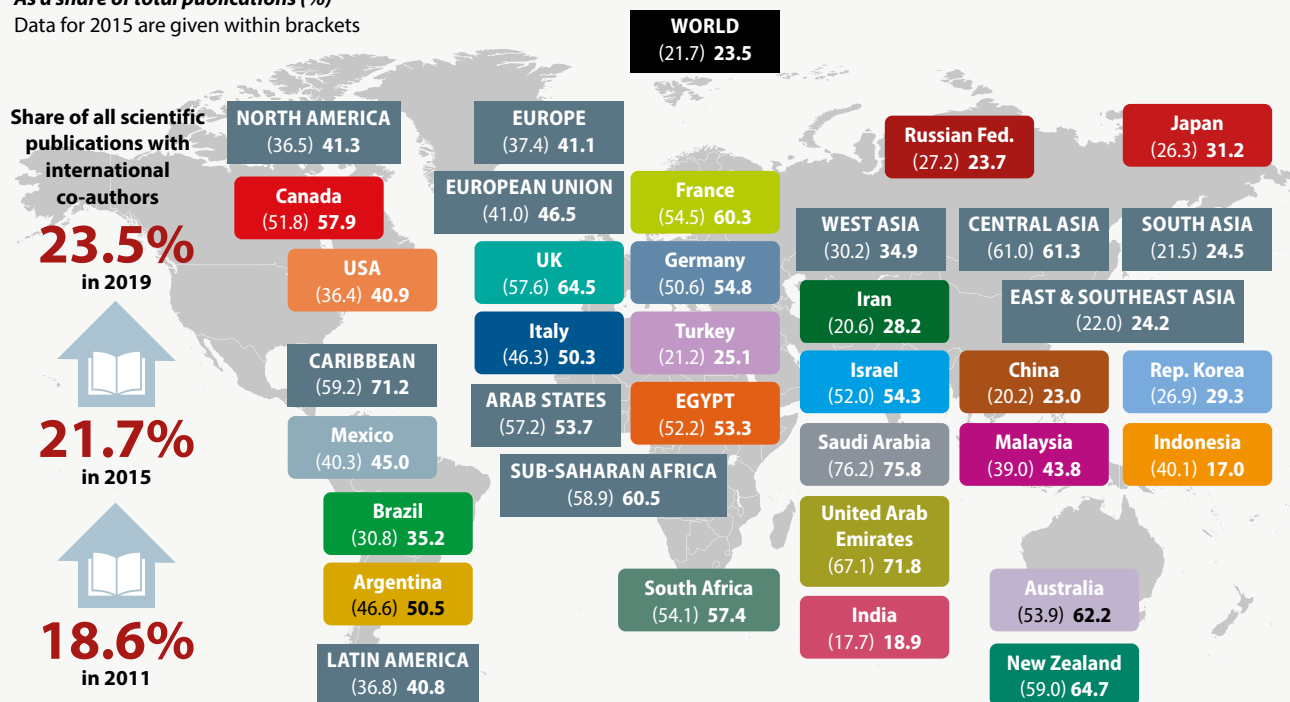 As a share of total publications (%)
Data for 2015 are given within brackets
WORLD
(21.7) 23.5
Share of all scientific
publications with
international
co-authors
23.5%
in 2019
21.7%
in 2015
18.6%
in 2011
NORTH AMERICA
(36.5) 41.3
EUROPE
(37.4) 41.1
Russian Fed.
(27.2) 23.7
Japan
(26.3) 31.2
Canada
(51.8) 57.9
EUROPEAN UNION
(41.0) 46.5
France
(54.5) 60.3
WEST ASIA
(30.2) 34.9
CENTRAL ASIA
(61.0) 61.3
SOUTH ASIA
(21.5) 24.5
USA
(36.4) 40.9
UK
(57.6) 64.5
Germany
(50.6) 54.8
Iran
(20.6) 28.2
EAST & SOUTHEAST ASIA
(22.0) 24.2
Italy
(46.3) 50.3
Turkey
(21.2) 25.1
CARIBBEAN
(59.2) 71.2
Israel
(52.0) 54.3
China
(20.2) 23.0
Rep. Korea
(26.9) 29.3
ARAB STATES
(57.2) 53.7
EGYPT
(52.2) 53.3
Mexico
(40.3) 45.0
Saudi Arabia
(76.2) 75.8
Malaysia
(39.0) 43.8
Indonesia
(40.1) 17.0
SUB-SAHARAN AFRICA
(58.9) 60.5
Brazil
(30.8) 35.2
United Arab
Emirates
(67.1) 71.8
Argentina
(46.6) 50.5
South Africa
(54.1) 57.4
India
(17.7) 18.9
Australia
(53.9) 62.2
LATIN AMERICA
(36.8) 40.8
New Zealand
(59.0) 64.7